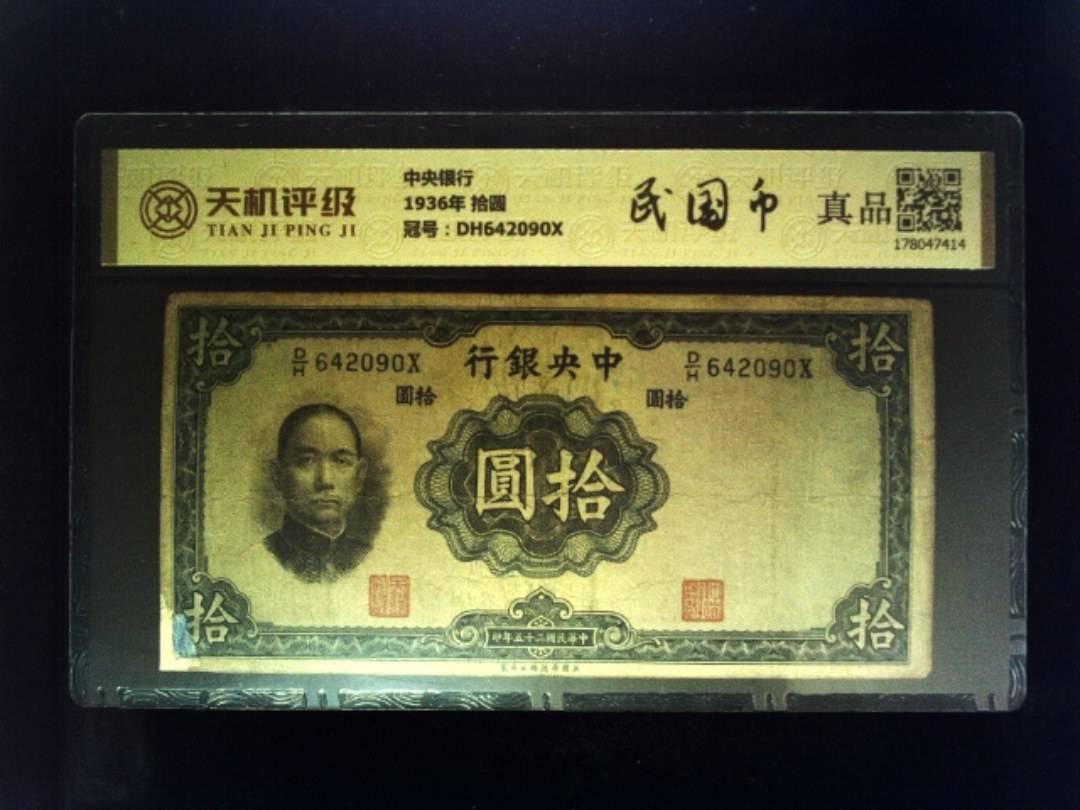 天机评级
TIAN JI PING JI
中央银行
1936年 拾圆
冠号：DH642090X
民国币
真品
178047414
拾
拾
D/H 642090X
行銀央中
D/H 642090X
圓拾
圓拾
圓拾
拾
拾
印年五十二國民華中